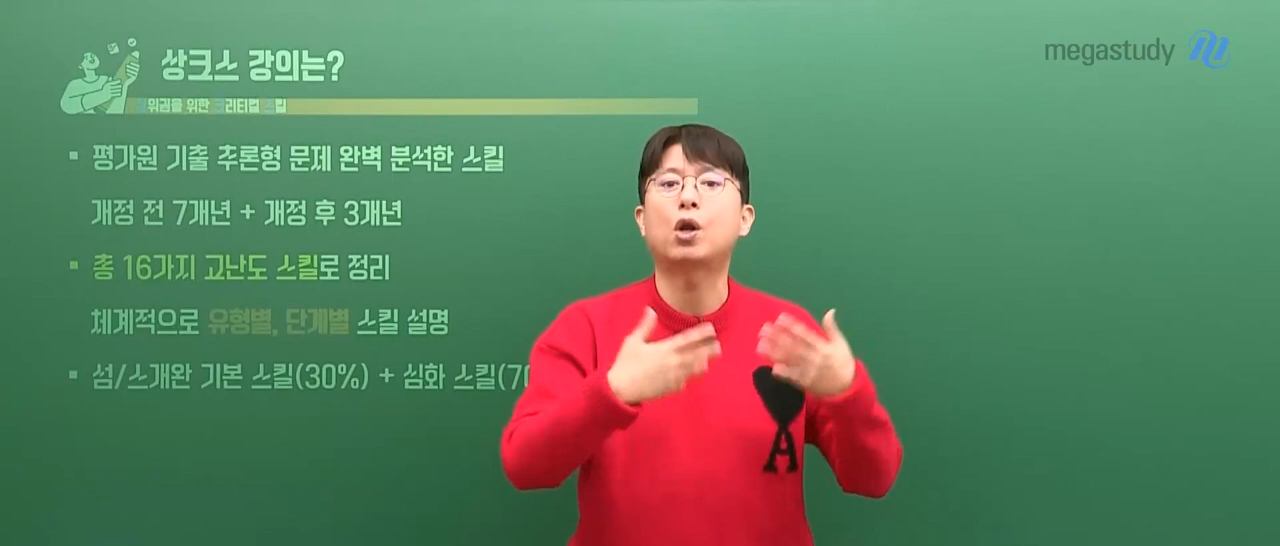 상크스 강의는?
megastudy
상위권을 위한 크리티컬 스킬
▪ 평가원 기출 추론형 문제 완벽 분석한 스킬
개정 전 7개년 + 개정 후 3개년
▪ 총 16가지 고난도 스킬로 정리
체계적으로 유형별, 단계별 스킬 설명
▪ 섬/스개완 기본 스킬(30%) + 심화 스킬(70
A